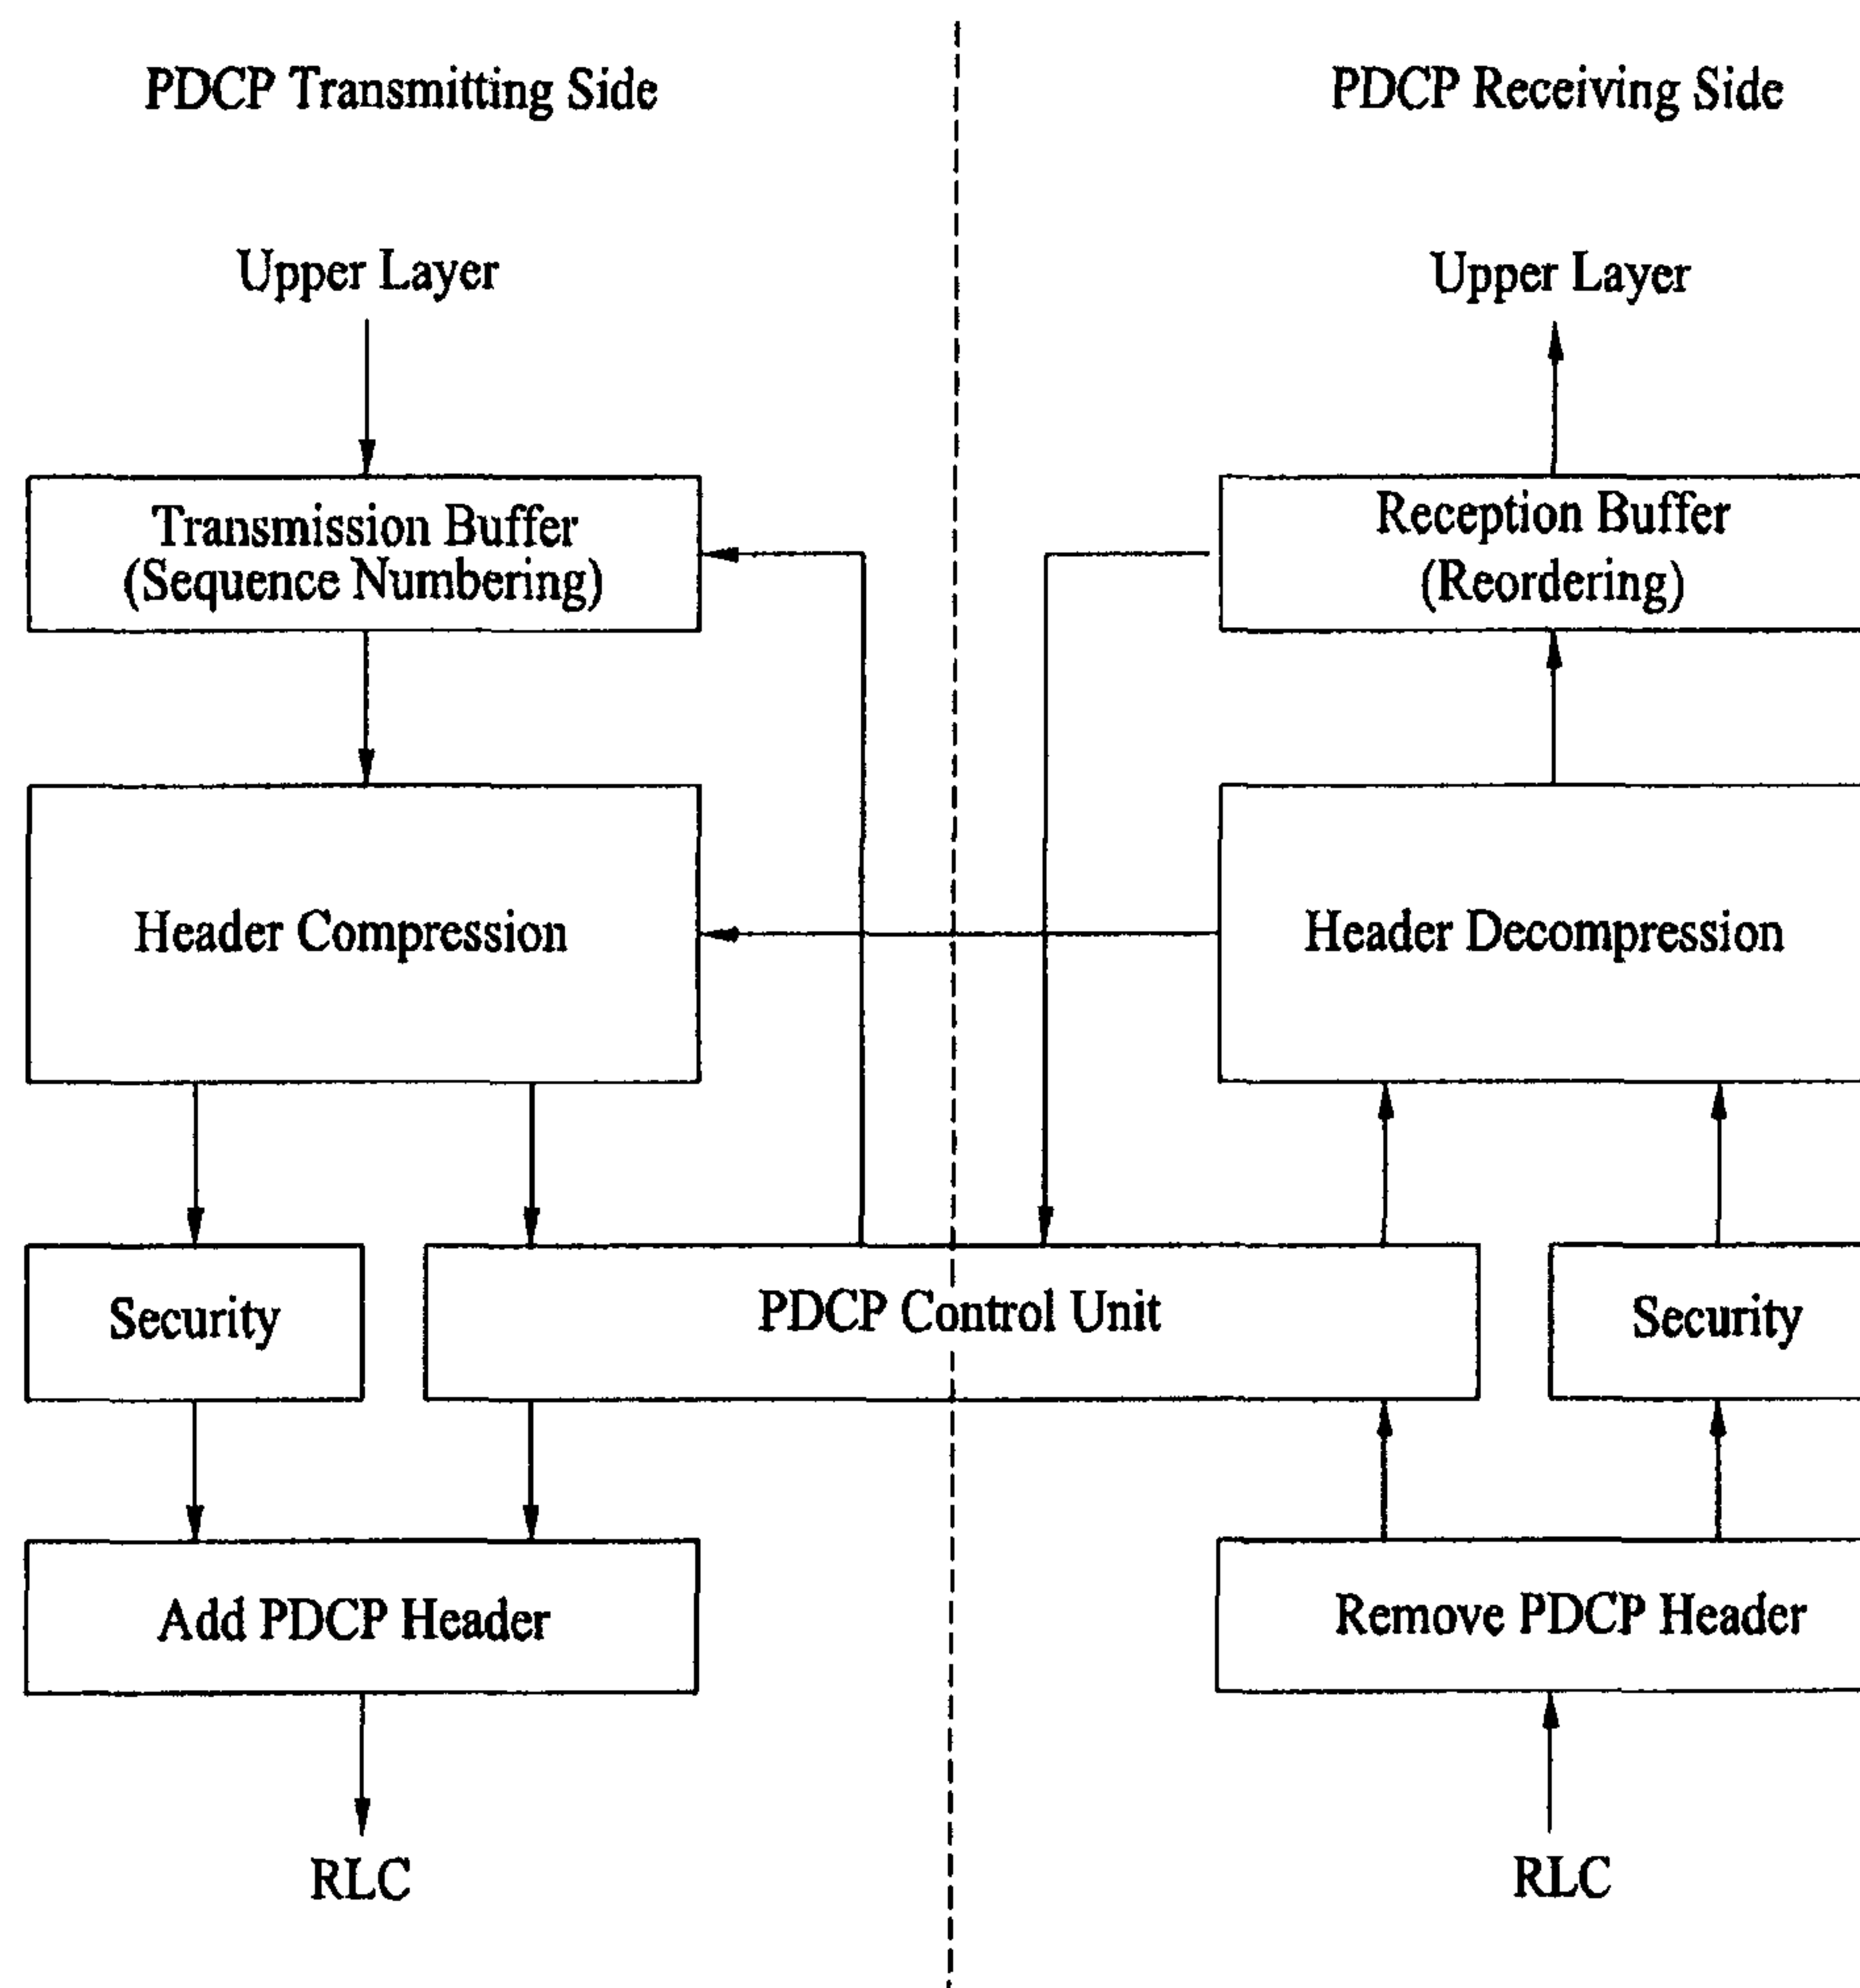 PDCP Transmitting Side
PDCP Receiving Side
Upper Layer
Upper Layer
Transmission Buffer
(Sequence Numbering)
Reception Buffer
(Reordering)
Header Compression
Header Decompression
Security
PDCP Control Unit
Security
Add PDCP Header
Remove PDCP Header
RLC
RLC